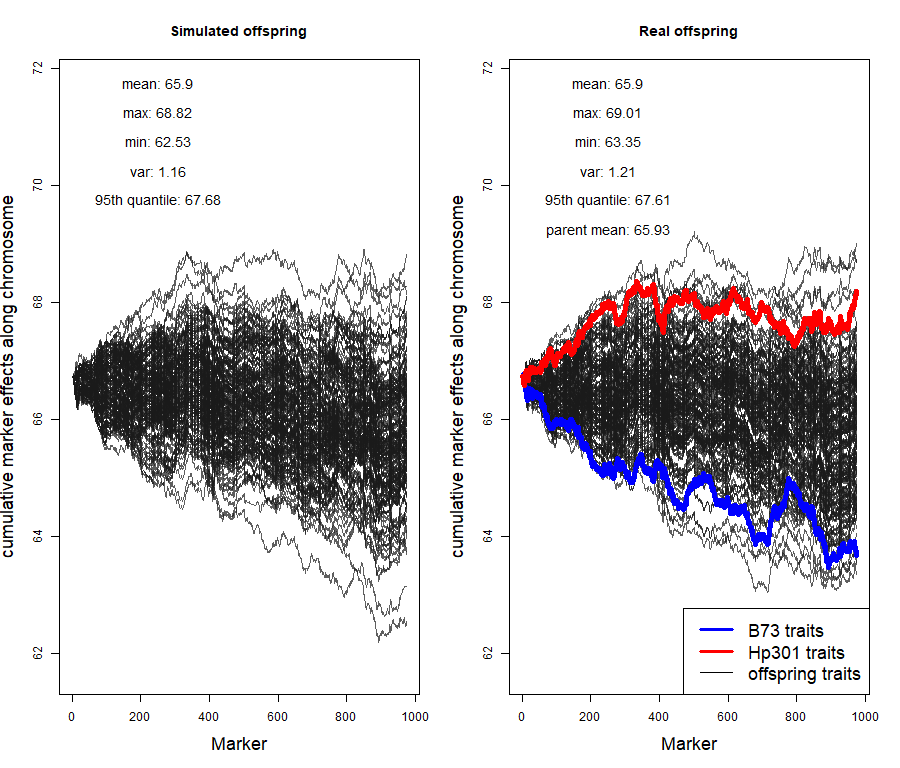 Simulated offspring
cumulative marker effects along chromosome
72
70
68
66
64
62
mean: 65.9
max: 68.82
min: 62.53
var: 1.16
95th quantile: 67.68
0 200 400 600 800 1000
Marker
Real offspring
cumulative marker effects along chromosome
72
70
68
66
64
62
mean: 65.9
max: 69.01
min: 63.35
var: 1.21
95th quantile: 67.61
parent mean: 65.93
B73 traits
Hp301 traits
offspring traits
0 200 400 600 800 1000
Marker